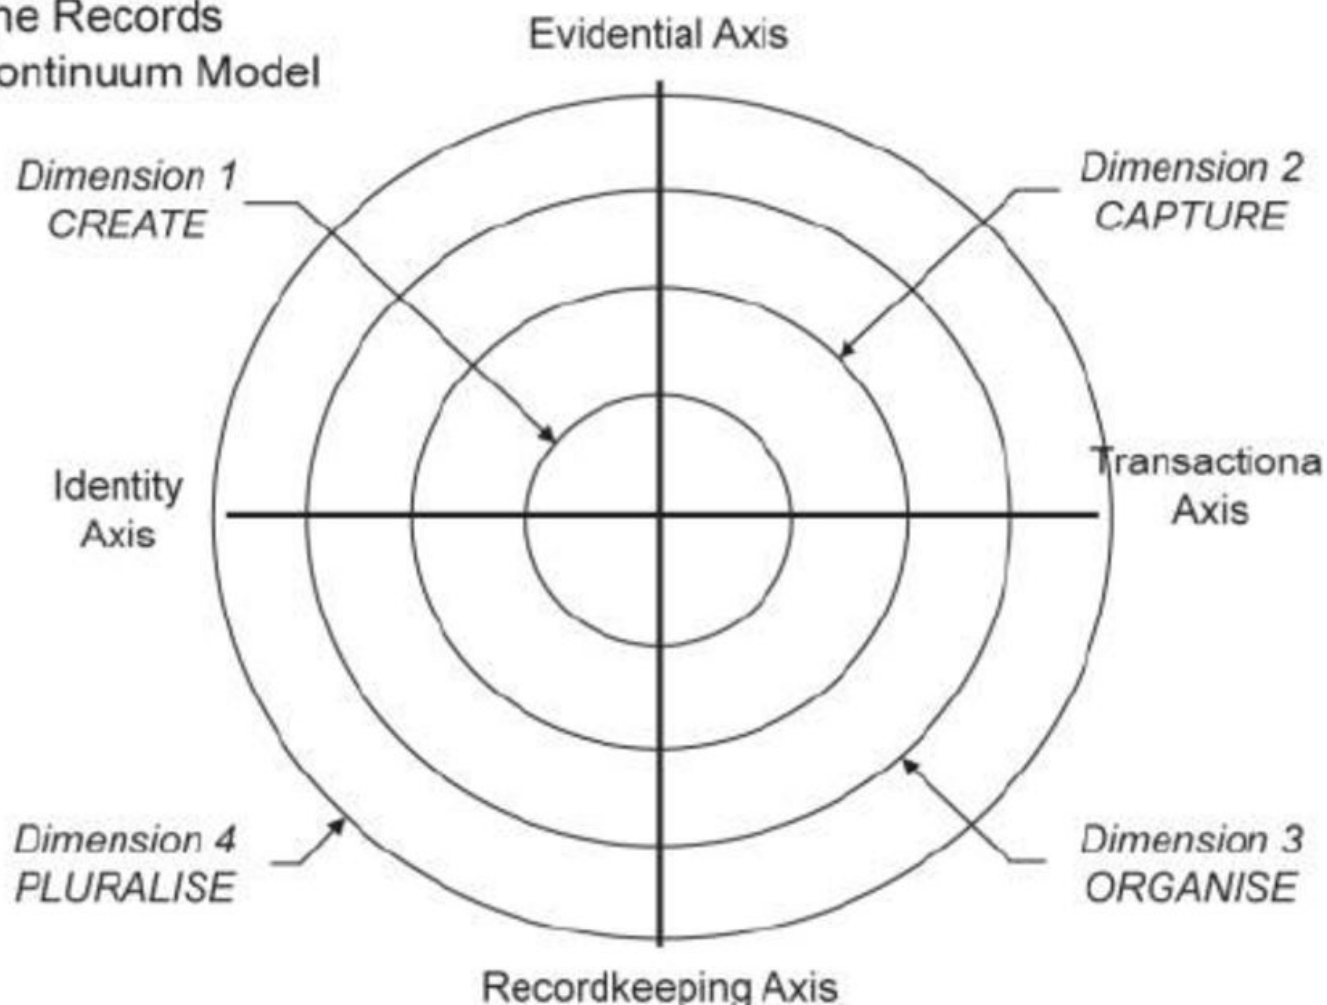 he Records
ontinuum Model
Evidential Axis
Dimension 1
CREATE
Dimension 2
CAPTURE
Identity
Axis
Transactiona
Axis
Dimension 4
PLURALISE
Dimension 3
ORGANISE
Recordkeeping Axis